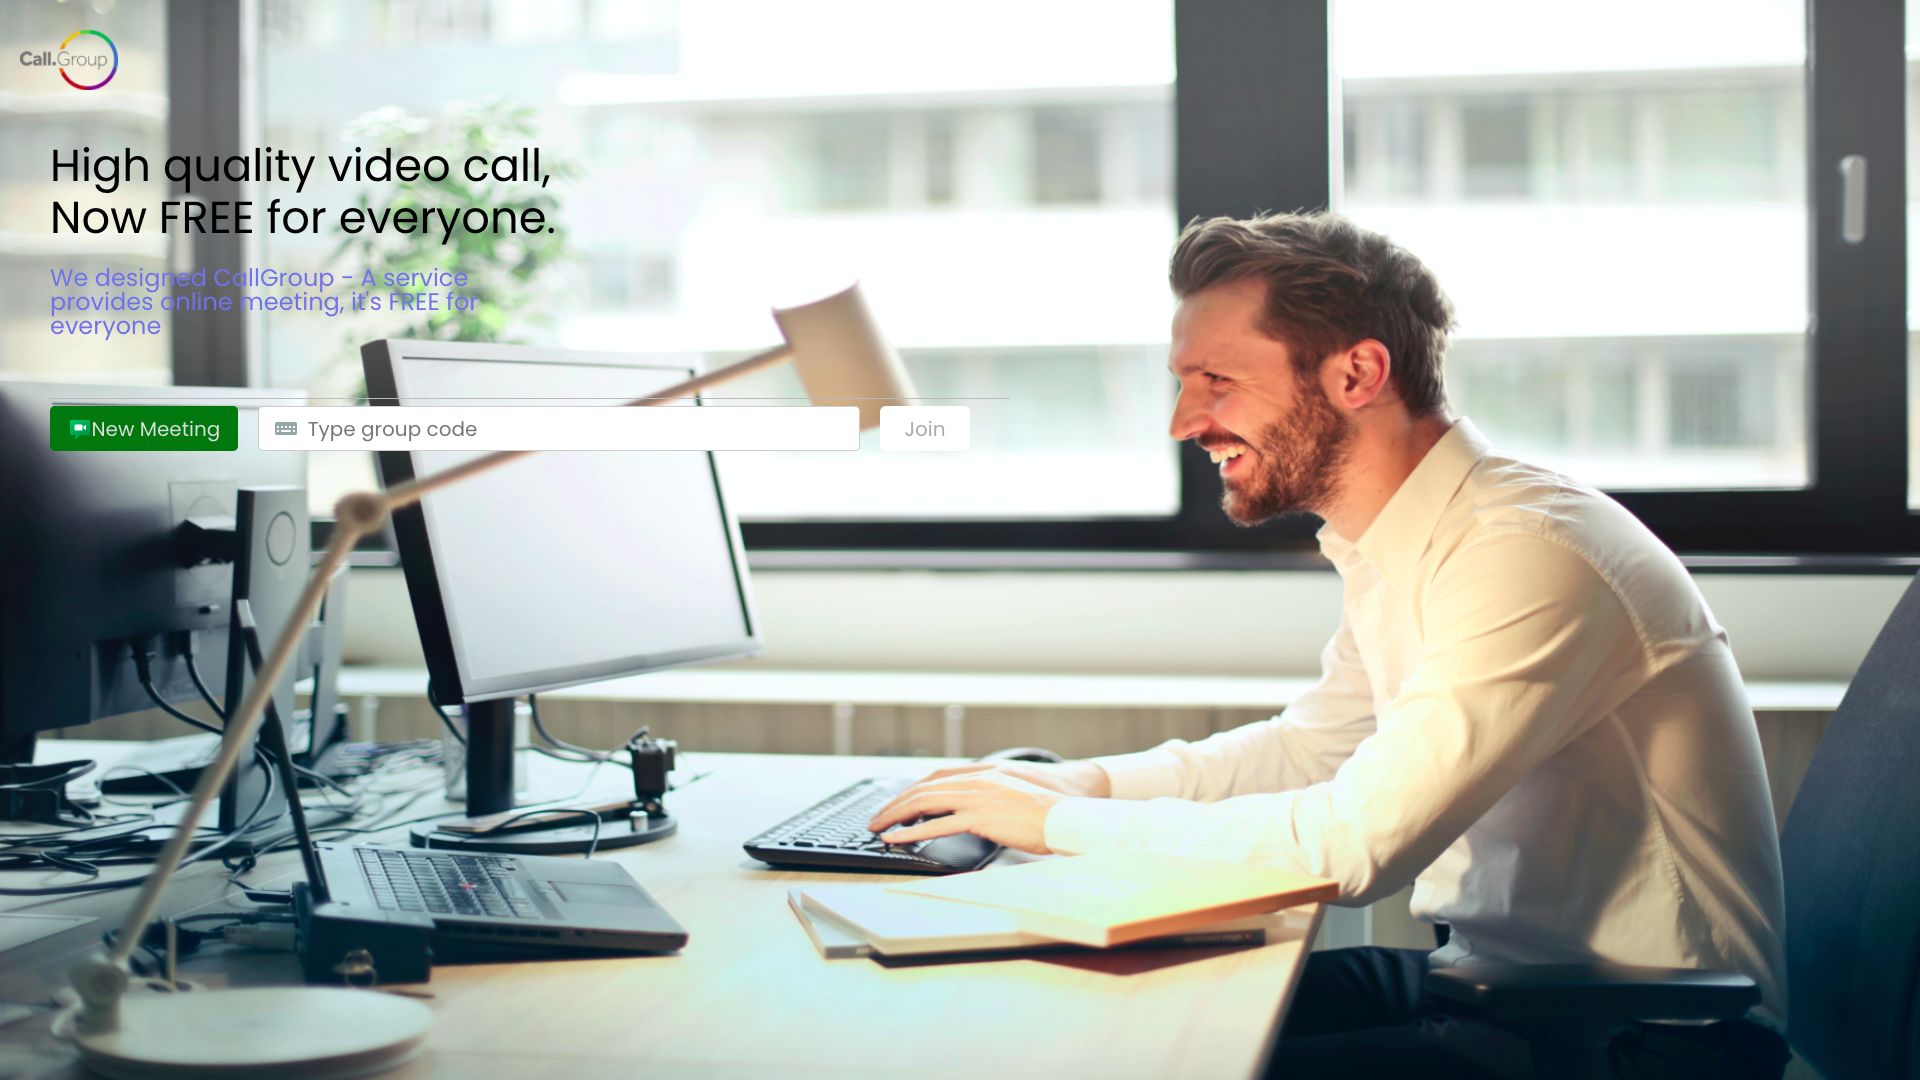 Call.Group
High quality video call,
Now FREE for everyone.
We designed CallGroup - A service
provides online meeting, it's FREE for
everyone
New Meeting
Type group code
Join